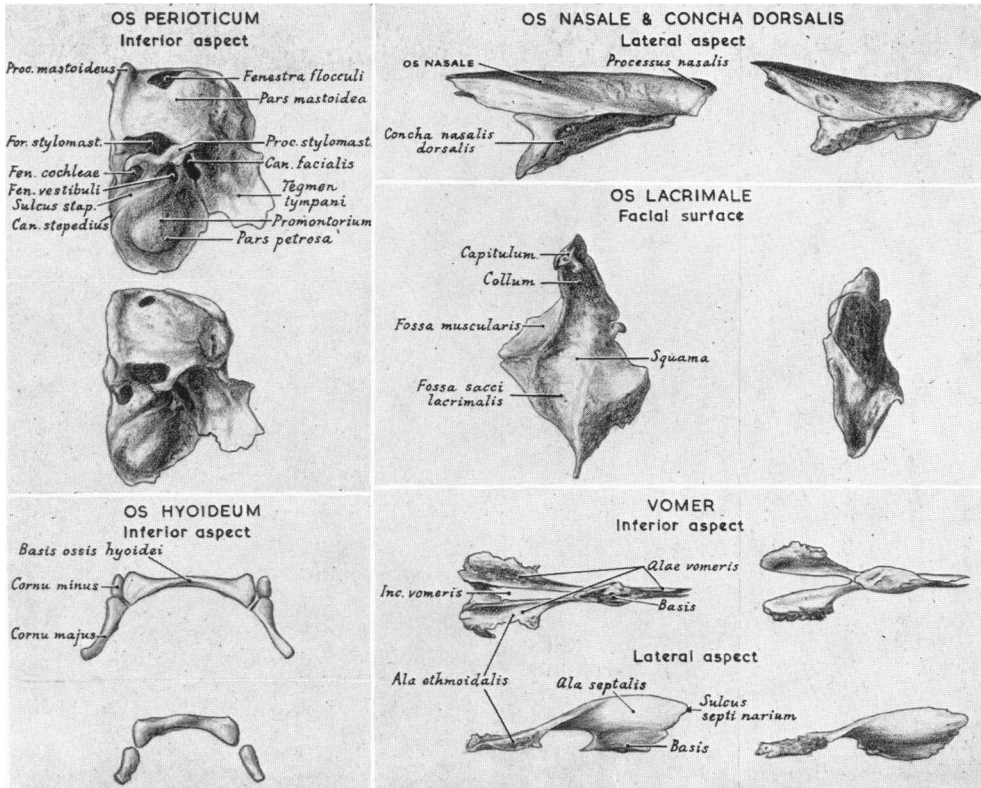 OS PERIOTICUM
Inferior aspect
Proc. mastoideus
Fenestra flocculi
Pars mastoidea
For. stylomast.
Proc. stylomast.
Can. facialis
Fen. cochleae
Fen. vestibuli
Sulcus stap.
Can. stepedius
Tegmen
tympani
Promontorium
Pars petrosa
OS NASALE & CONCHA DORSALIS
Lateral aspect
OS NASALE
Processus nasalis
Concha nasalis
dorsalis
OS LACRIMALE
Facial surface
Capitulum
Collum
Fossa muscularis
Squama
Fossa sacci
lacrimalis
OS HYOIDEUM
Inferior aspect
Basis ossis hyoidei
Cornu minus
Cornu majus
VOMER
Inferior aspect
Alae vomeris
Inc. vomeris
Basis
Lateral aspect
Ala ethmoidalis
Ala septalis
Sulcus
septi narium
Basis